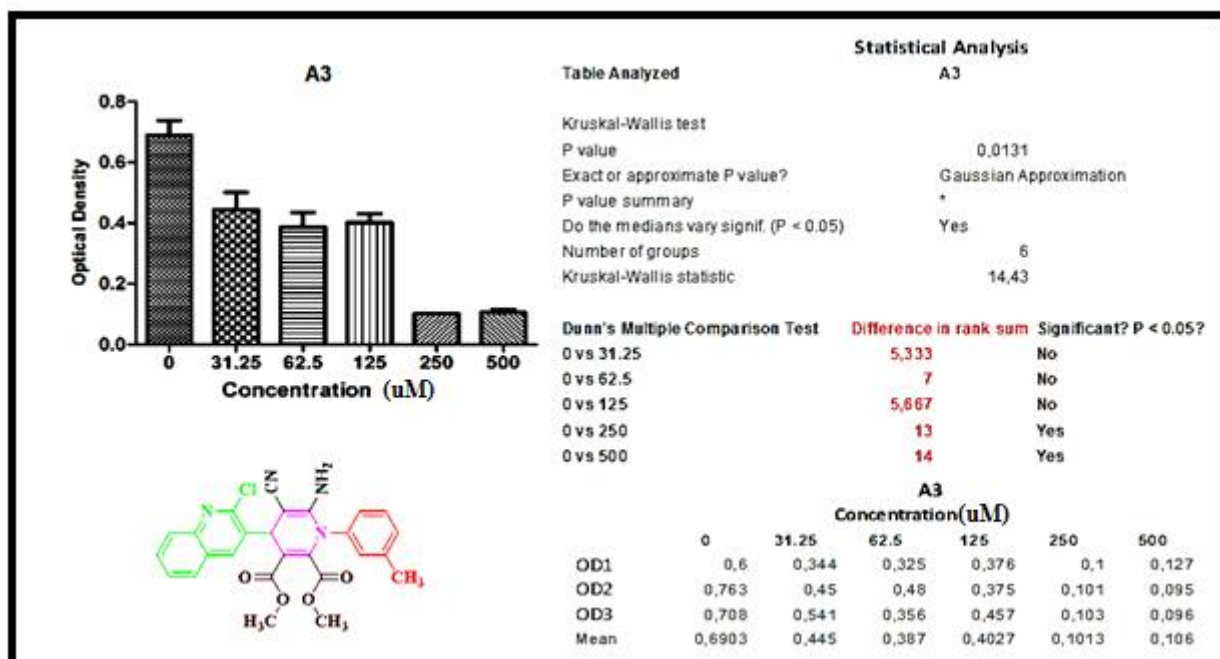 A3
0.8
0.6
0.4
0.2
0.0
Optical Density
0 31.25 62.5 125 250 500
Concentration (uM)
N Cl CN NH₂ N CH₃
O O O O
H₃C CH₃
Statistical Analysis
Table Analyzed A3
Kruskal-Wallis test
P value 0,0131
Exact or approximate P value? Gaussian Approximation
P value summary *
Do the medians vary signif. (P < 0.05) Yes
Number of groups 6
Kruskal-Wallis statistic 14,43
Dunn's Multiple Comparison Test Difference in rank sum Significant? P < 0.05?
0 vs 31.25 5,333 No
0 vs 62.5 7 No
0 vs 125 5,667 No
0 vs 250 13 Yes
0 vs 500 14 Yes
A3
Concentration(uM)
0 31.25 62.5 125 250 500
OD1 0,6 0,344 0,325 0,376 0,1 0,127
OD2 0,763 0,45 0,48 0,375 0,101 0,095
OD3 0,708 0,541 0,356 0,457 0,103 0,096
Mean 0,6903 0,445 0,387 0,4027 0,1013 0,106